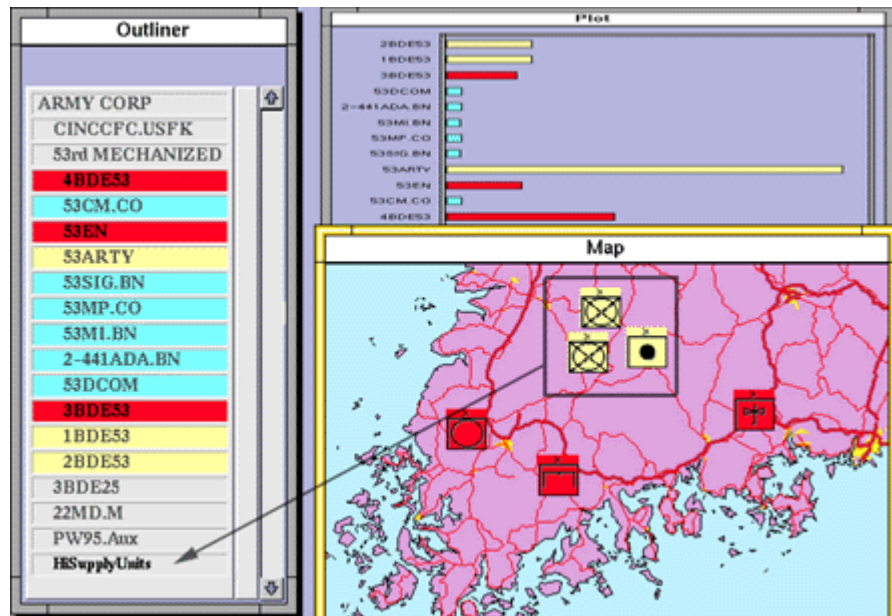 Outliner
ARMY CORP
CINCCFC.USFK
53rd MECHANIZED
4BDE53
53CM.CO
53EN
53ARTY
53SIG.BN
53MP.CO
53MI.BN
2-441ADA.BN
53DCOM
3BDE53
1BDE53
2BDE53
3BDE25
22MD.M
PW95.Aux
HiSupplyUnits
Plot
2BDE53
1BDE53
3BDE53
53DCOM
2-441ADA.BN
53MI.BN
53MP.CO
53SIG.BN
53ARTY
53EN
53CM.CO
4BDE53
Map